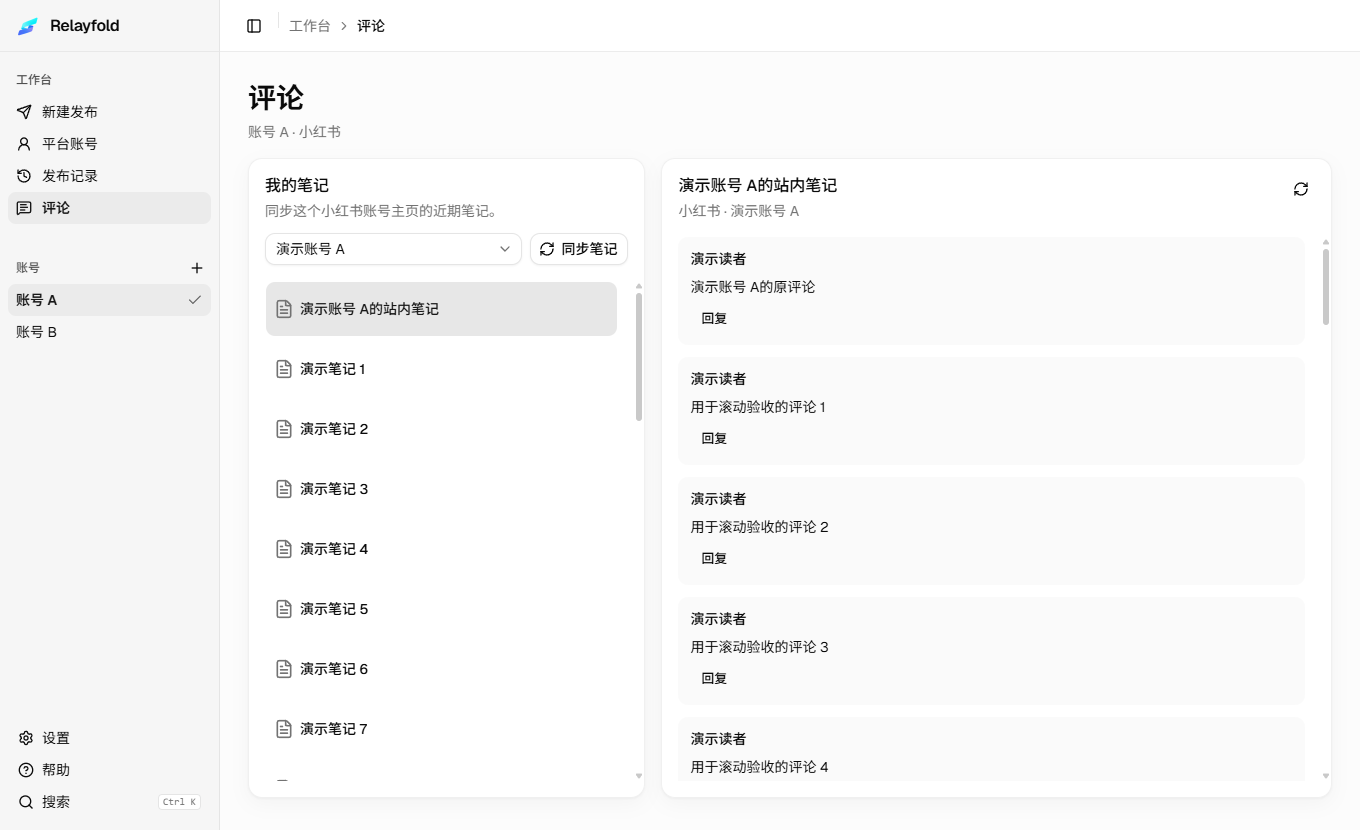 Relayfold
工作台
新建发布
平台账号
发布记录
评论
账号
账号 A
账号 B
设置
帮助
搜索
Ctrl K
工作台 > 评论
评论
账号 A · 小红书
我的笔记
同步这个小红书账号主页的近期笔记。
演示账号 A
同步笔记
演示账号 A的站内笔记
演示笔记 1
演示笔记 2
演示笔记 3
演示笔记 4
演示笔记 5
演示笔记 6
演示笔记 7
演示账号 A的站内笔记
小红书 · 演示账号 A
演示读者
演示账号 A的原评论
回复
演示读者
用于滚动验收的评论 1
回复
演示读者
用于滚动验收的评论 2
回复
演示读者
用于滚动验收的评论 3
回复
演示读者
用于滚动验收的评论 4